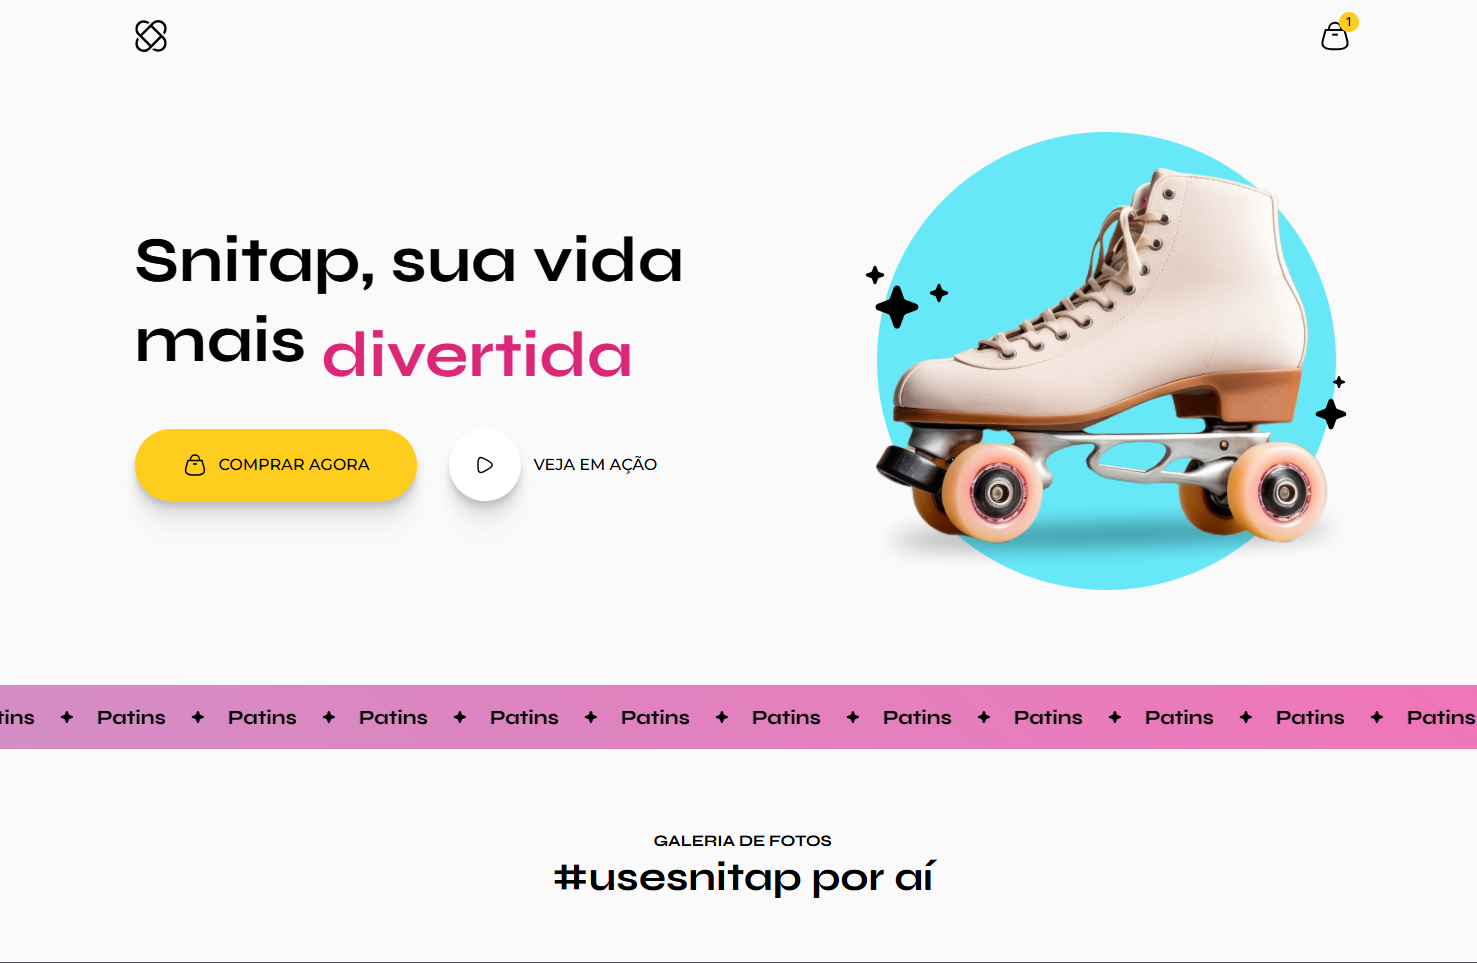 1
Snitap, sua vida
mais divertida
COMPRAR AGORA
VEJA EM AÇÃO
tins Patins Patins Patins Patins Patins Patins Patins Patins Patins Patins Patins
GALERIA DE FOTOS
#usesnitap por aí